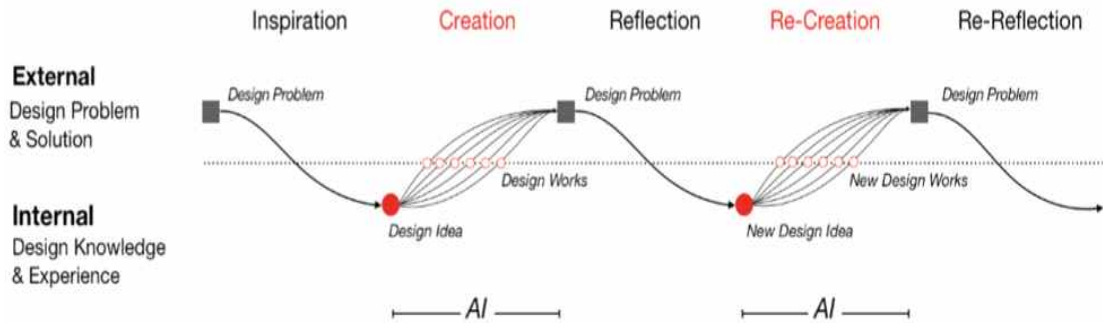 Inspiration Creation Reflection Re-Creation Re-Reflection
External
Design Problem
& Solution
Design Problem Design Problem Design Problem
Design Works New Design Works
Internal
Design Knowledge
& Experience
Design Idea New Design Idea
AI AI